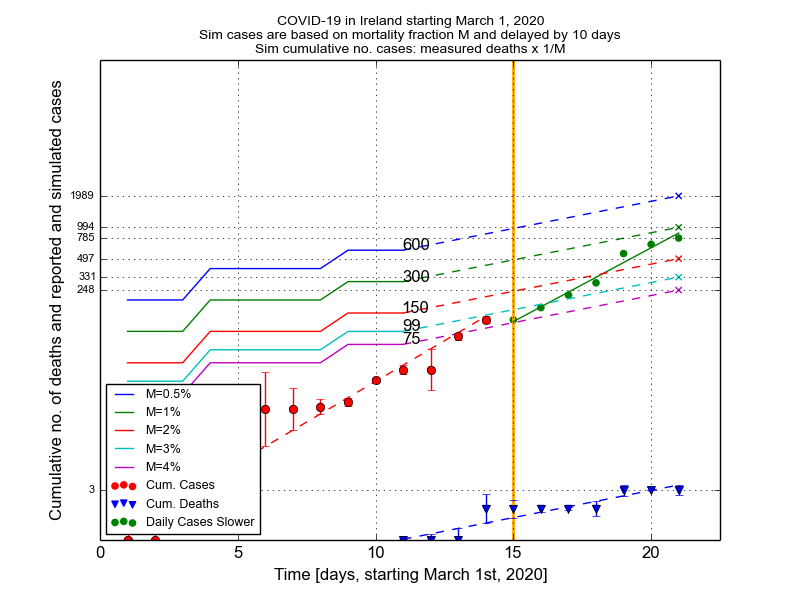 COVID-19 in Ireland starting March 1, 2020
Sim cases are based on mortality fraction M and delayed by 10 days
Sim cumulative no. cases: measured deaths x 1/M
Cumulative no. of deaths and reported and simulated cases
1989
994
785
497
331
248
3
600
300
150
99
75
M=0.5%
M=1%
M=2%
M=3%
M=4%
Cum. Cases
Cum. Deaths
Daily Cases Slower
0 5 10 15 20
Time [days, starting March 1st, 2020]